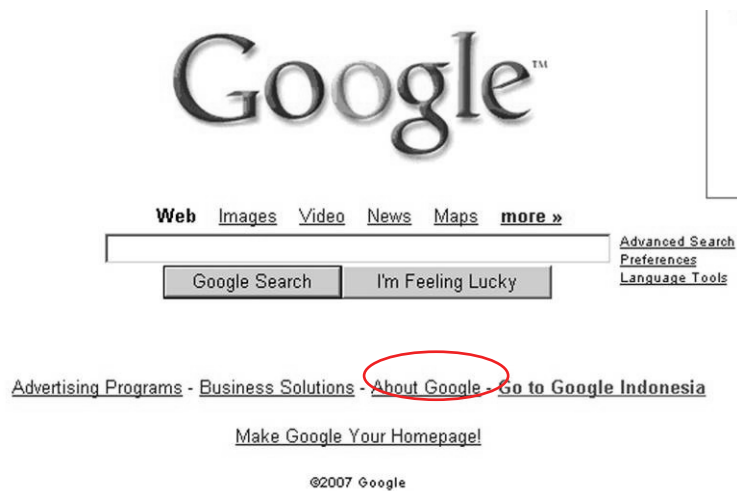 Google™
Web Images Video News Maps more »
Advanced Search
Preferences
Language Tools
Google Search I'm Feeling Lucky
Advertising Programs - Business Solutions - About Google - Go to Google Indonesia
Make Google Your Homepage!
©2007 Google